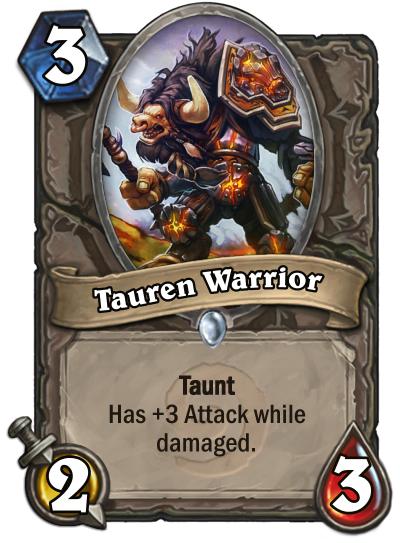 3
Tauren Warrior
Taunt
Has +3 Attack while
damaged.
2
3